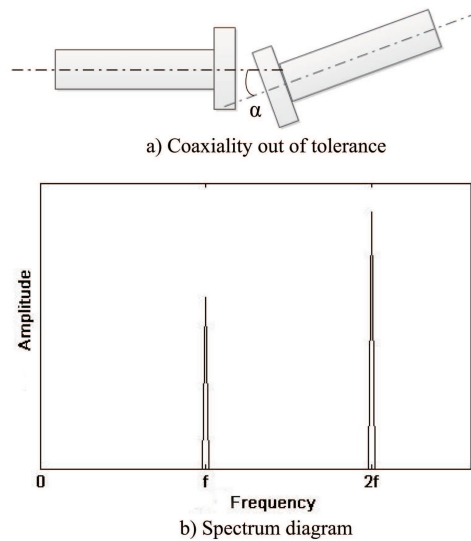 α
a) Coaxiality out of tolerance
Amplitude
0 f 2f
Frequency
b) Spectrum diagram